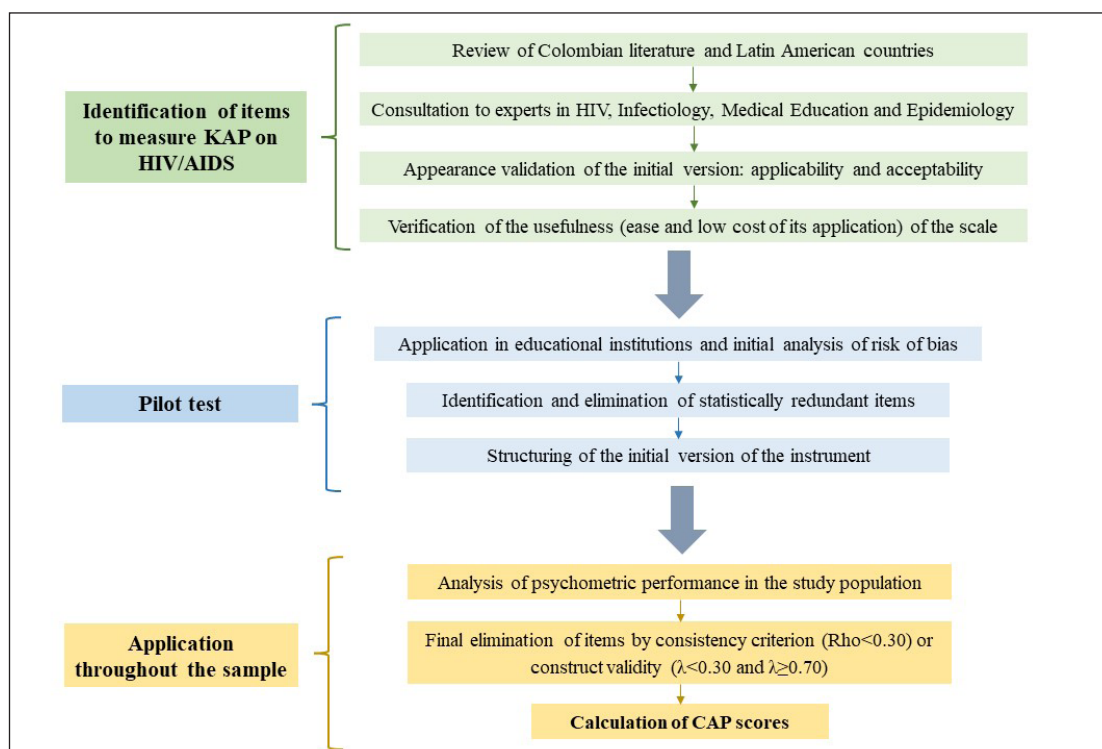 Identification of items
to measure KAP on
HIV/AIDS
Review of Colombian literature and Latin American countries
Consultation to experts in HIV, Infectiology, Medical Education and Epidemiology
Appearance validation of the initial version: applicability and acceptability
Verification of the usefulness (ease and low cost of its application) of the scale
Pilot test
Application in educational institutions and initial analysis of risk of bias
Identification and elimination of statistically redundant items
Structuring of the initial version of the instrument
Application
throughout the sample
Analysis of psychometric performance in the study population
Final elimination of items by consistency criterion (Rho<0.30) or
construct validity (λ<0.30 and λ≥0.70)
Calculation of CAP scores